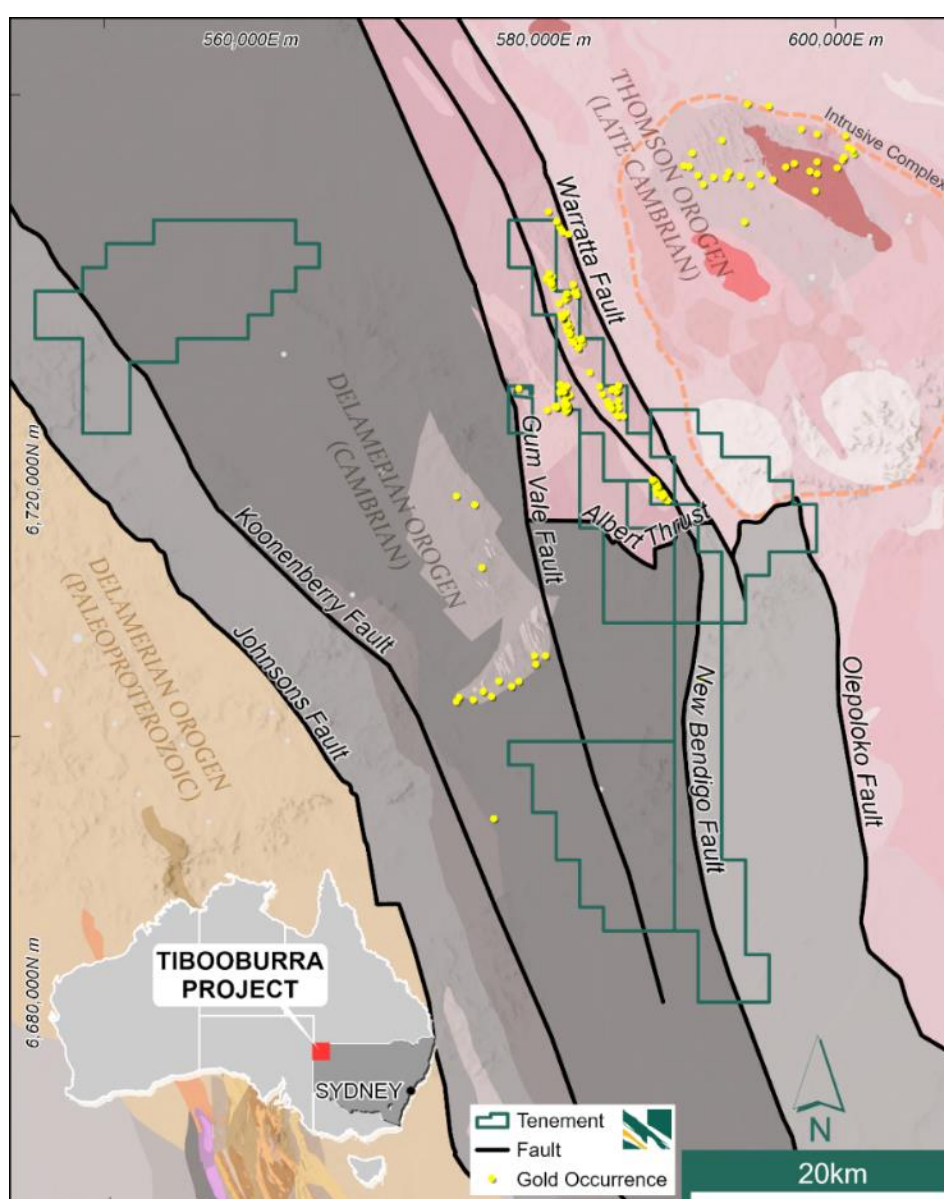 560,000E m
580,000E m
600,000E m
THOMSON OROGEN
(LATE CAMBRIAN)
Intrusive Complex
Warratta Fault
DELAMERIAN OROGEN
(CAMBRIAN)
6,720,000N m
Gum Vale Fault
Albert Thrust
Koonenberry Fault
Johnsons Fault
DELAMERIAN OROGEN
(PALEOPROTEROZOIC)
New Bendigo Fault
Olepoloko Fault
6,680,000N m
TIBOOBURRA
PROJECT
SYDNEY
Tenement
Fault
Gold Occurrence
N
20km